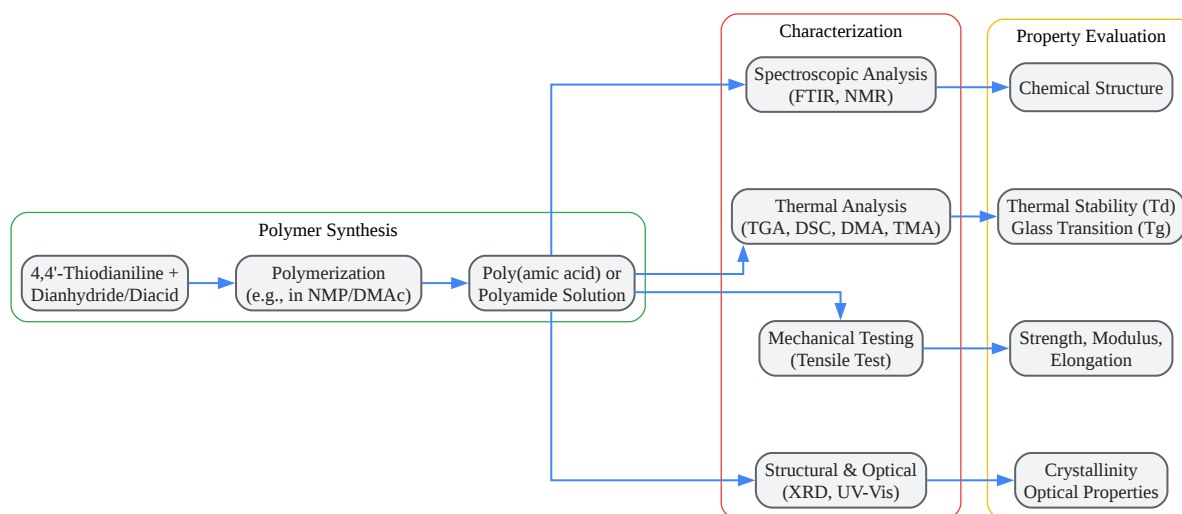 Characterization
Property Evaluation
Spectroscopic Analysis
(FTIR, NMR)
Chemical Structure
Thermal Analysis
(TGA, DSC, DMA, TMA)
Thermal Stability (Td)
Glass Transition (Tg)
Polymer Synthesis
4,4'-Thiodianiline +
Dianhydride/Diacid
Polymerization
(e.g., in NMP/DMAc)
Poly(amic acid) or
Polyamide Solution
Mechanical Testing
(Tensile Test)
Strength, Modulus,
Elongation
Structural & Optical
(XRD, UV-Vis)
Crystallinity
Optical Properties